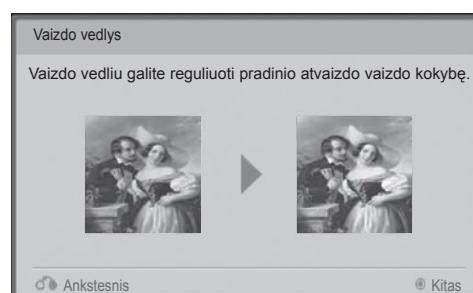 Vaizdo vedlys
Vaizdo vedliu galite reguliuoti pradinio atvaizdo vaizdo kokybę.
Ankstesnis
Kitas